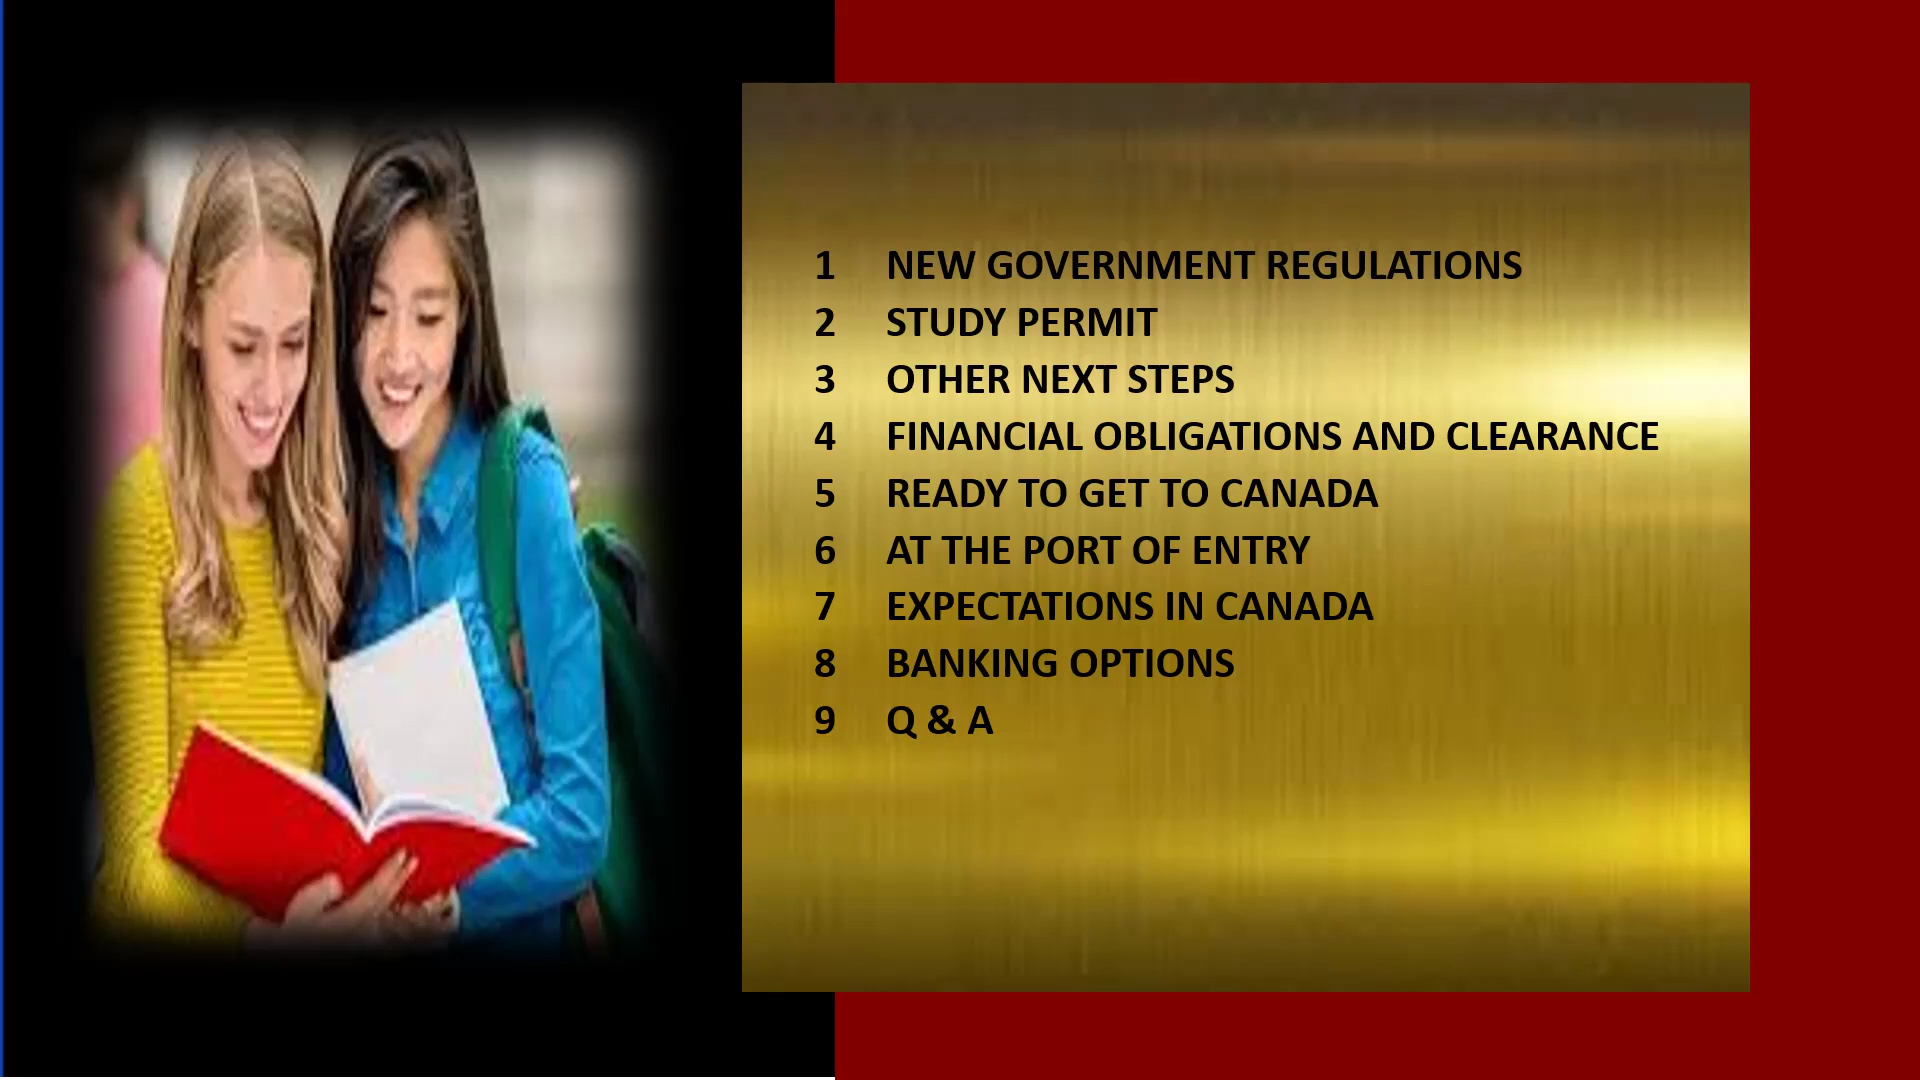 1 NEW GOVERNMENT REGULATIONS
2 STUDY PERMIT
3 OTHER NEXT STEPS
4 FINANCIAL OBLIGATIONS AND CLEARANCE
5 READY TO GET TO CANADA
6 AT THE PORT OF ENTRY
7 EXPECTATIONS IN CANADA
8 BANKING OPTIONS
9 Q & A